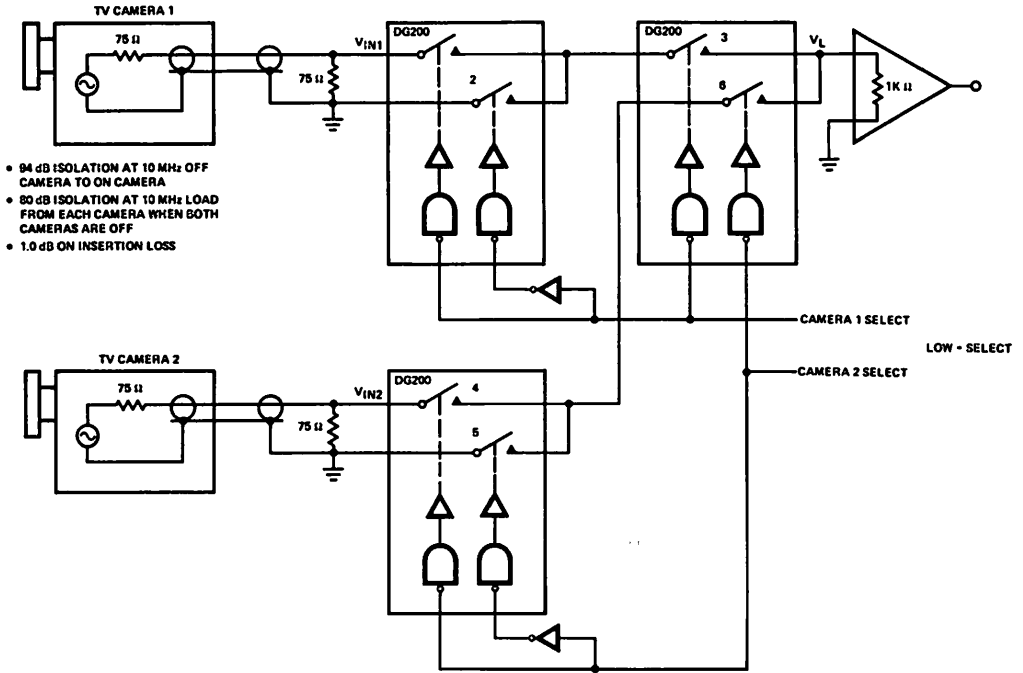 TV CAMERA 1
75 Ω
VIN1
75 Ω
DG200
2
DG200
3
6
VL
1K Ω
• 94 dB ISOLATION AT 10 MHz OFF
CAMERA TO ON CAMERA
• 80 dB ISOLATION AT 10 MHz LOAD
FROM EACH CAMERA WHEN BOTH
CAMERAS ARE OFF
• 1.0 dB ON INSERTION LOSS
CAMERA 1 SELECT
LOW - SELECT
CAMERA 2 SELECT
TV CAMERA 2
75 Ω
VIN2
75 Ω
DG200
4
5